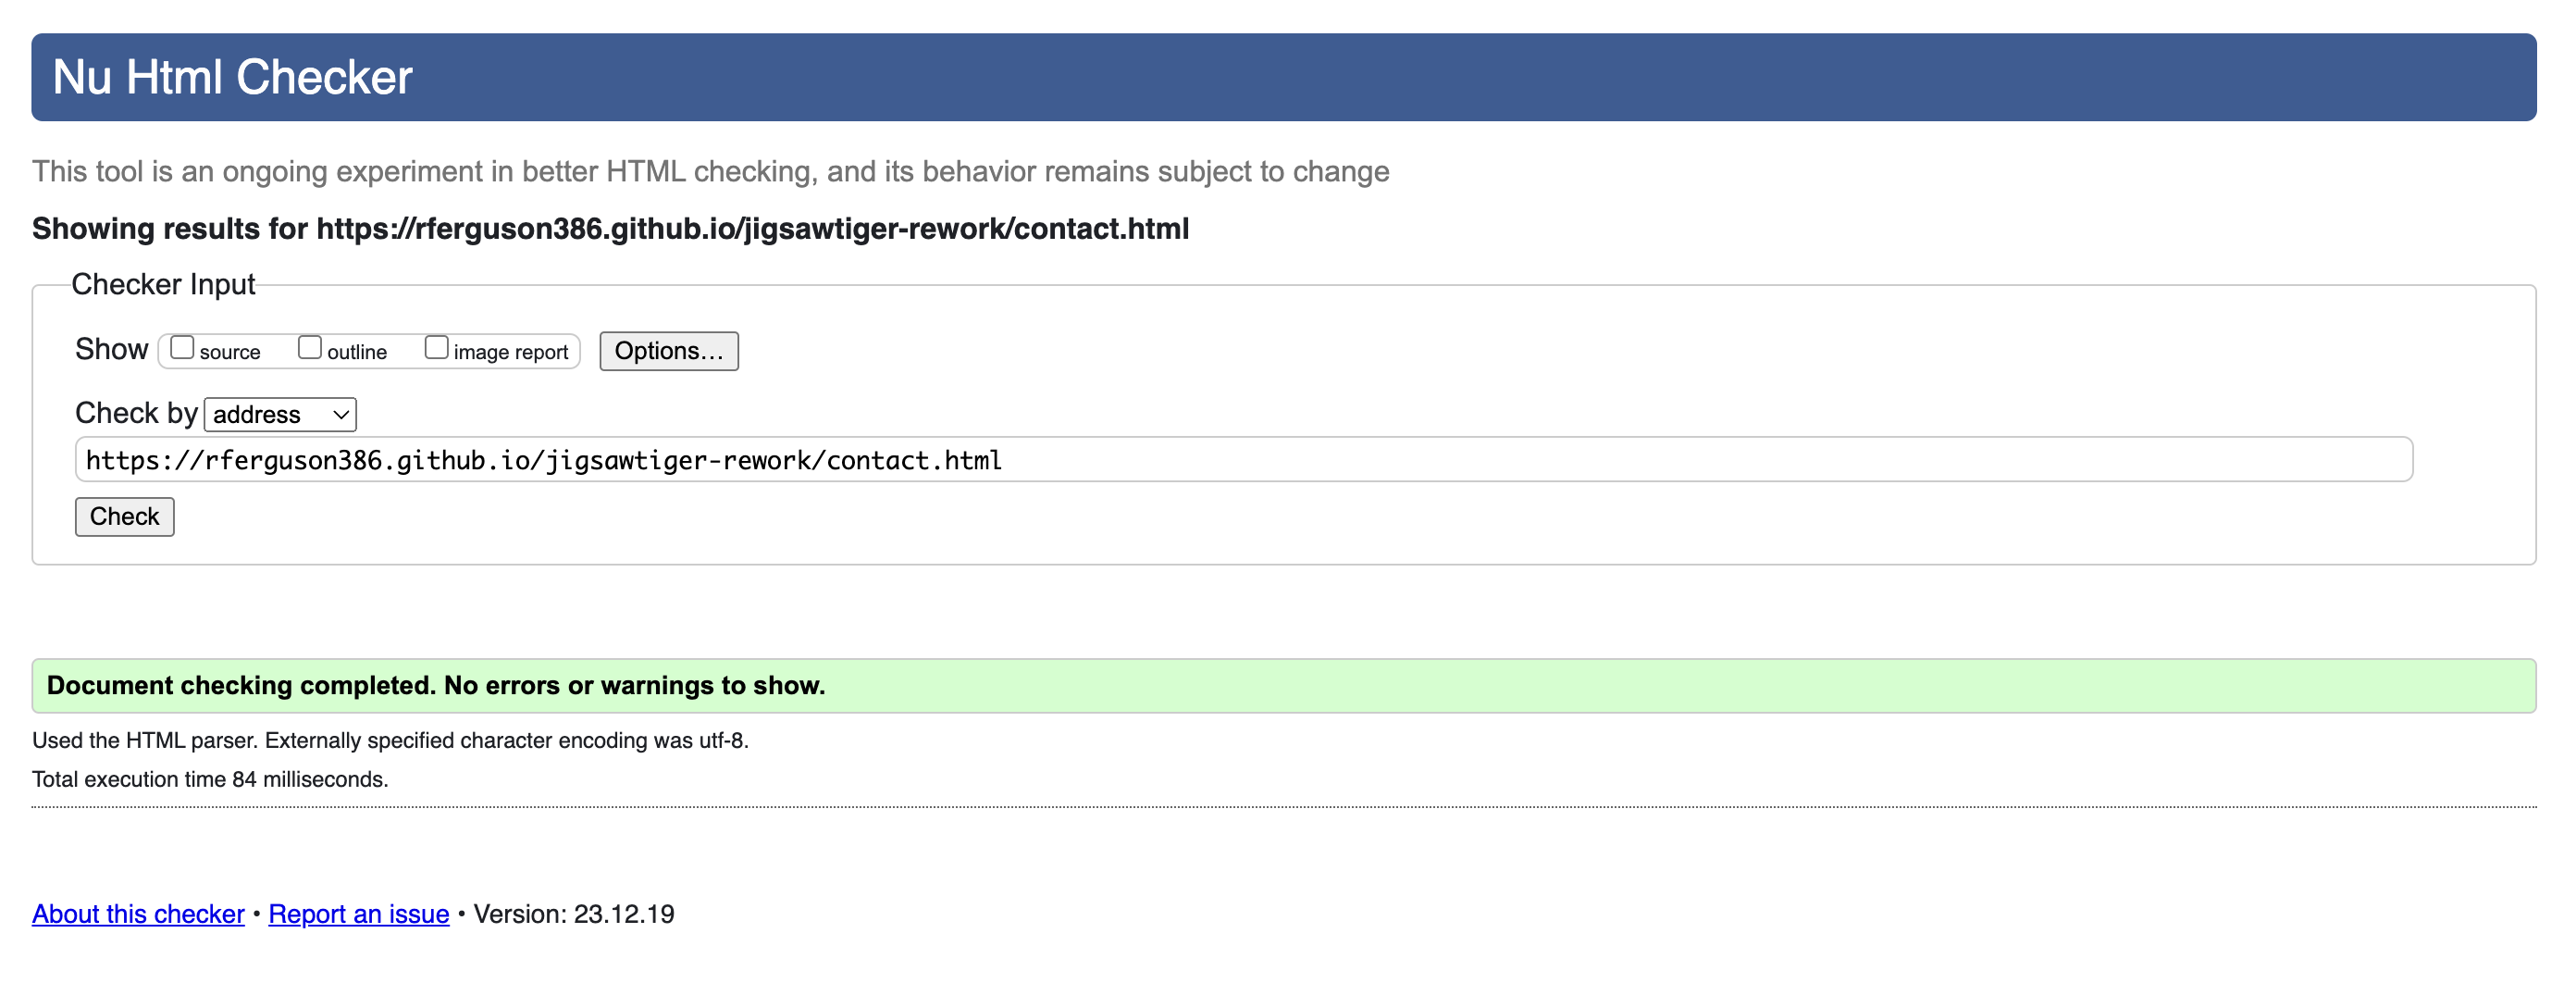 Nu Html Checker
This tool is an ongoing experiment in better HTML checking, and its behavior remains subject to change
Showing results for https://rferguson386.github.io/jigsawtiger-rework/contact.html
Checker Input
Show source outline image report Options...
Check by address
https://rferguson386.github.io/jigsawtiger-rework/contact.html
Check
Document checking completed. No errors or warnings to show.
Used the HTML parser. Externally specified character encoding was utf-8.
Total execution time 84 milliseconds.
About this checker • Report an issue • Version: 23.12.19